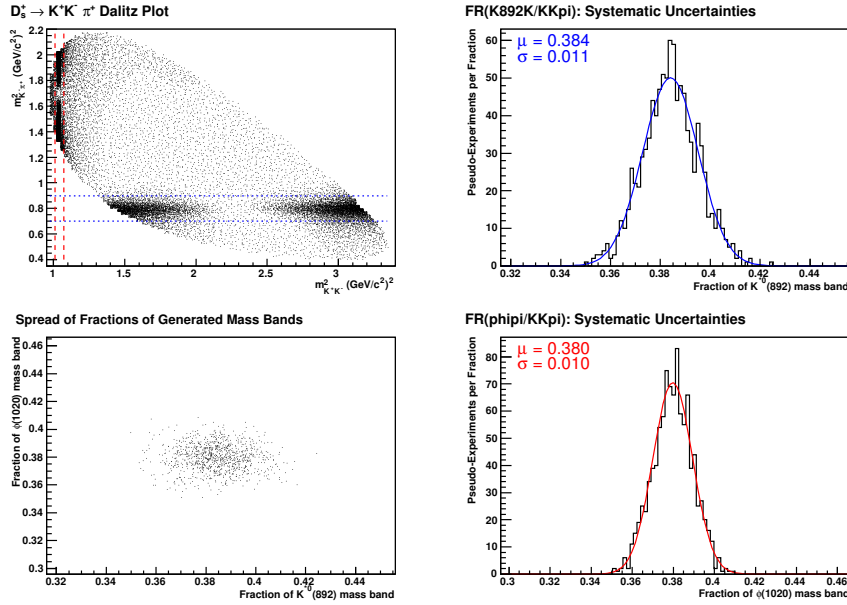 D_s^+ → K^+K^- π^+ Dalitz Plot
m^2_{K^-π^+} (GeV/c^2)^2
2.2
2
1.8
1.6
1.4
1.2
1
0.8
0.6
0.4
1 1.5 2 2.5 3
m^2_{K^+K^-} (GeV/c^2)^2
FR(K892K/KKpi): Systematic Uncertainties
μ = 0.384
σ = 0.011
Pseudo-Experiments per Fraction
60
50
40
30
20
10
0
0.32 0.34 0.36 0.38 0.4 0.42 0.44
Fraction of K^{*0}(892) mass band
Spread of Fractions of Generated Mass Bands
Fraction of ϕ(1020) mass band
0.46
0.44
0.42
0.4
0.38
0.36
0.34
0.32
0.3
0.32 0.34 0.36 0.38 0.4 0.42 0.44
Fraction of K^{*0}(892) mass band
FR(phipi/KKpi): Systematic Uncertainties
μ = 0.380
σ = 0.010
Pseudo-Experiments per Fraction
80
70
60
50
40
30
20
10
0
0.3 0.32 0.34 0.36 0.38 0.4 0.42 0.44 0.46
Fraction of ϕ(1020) mass band